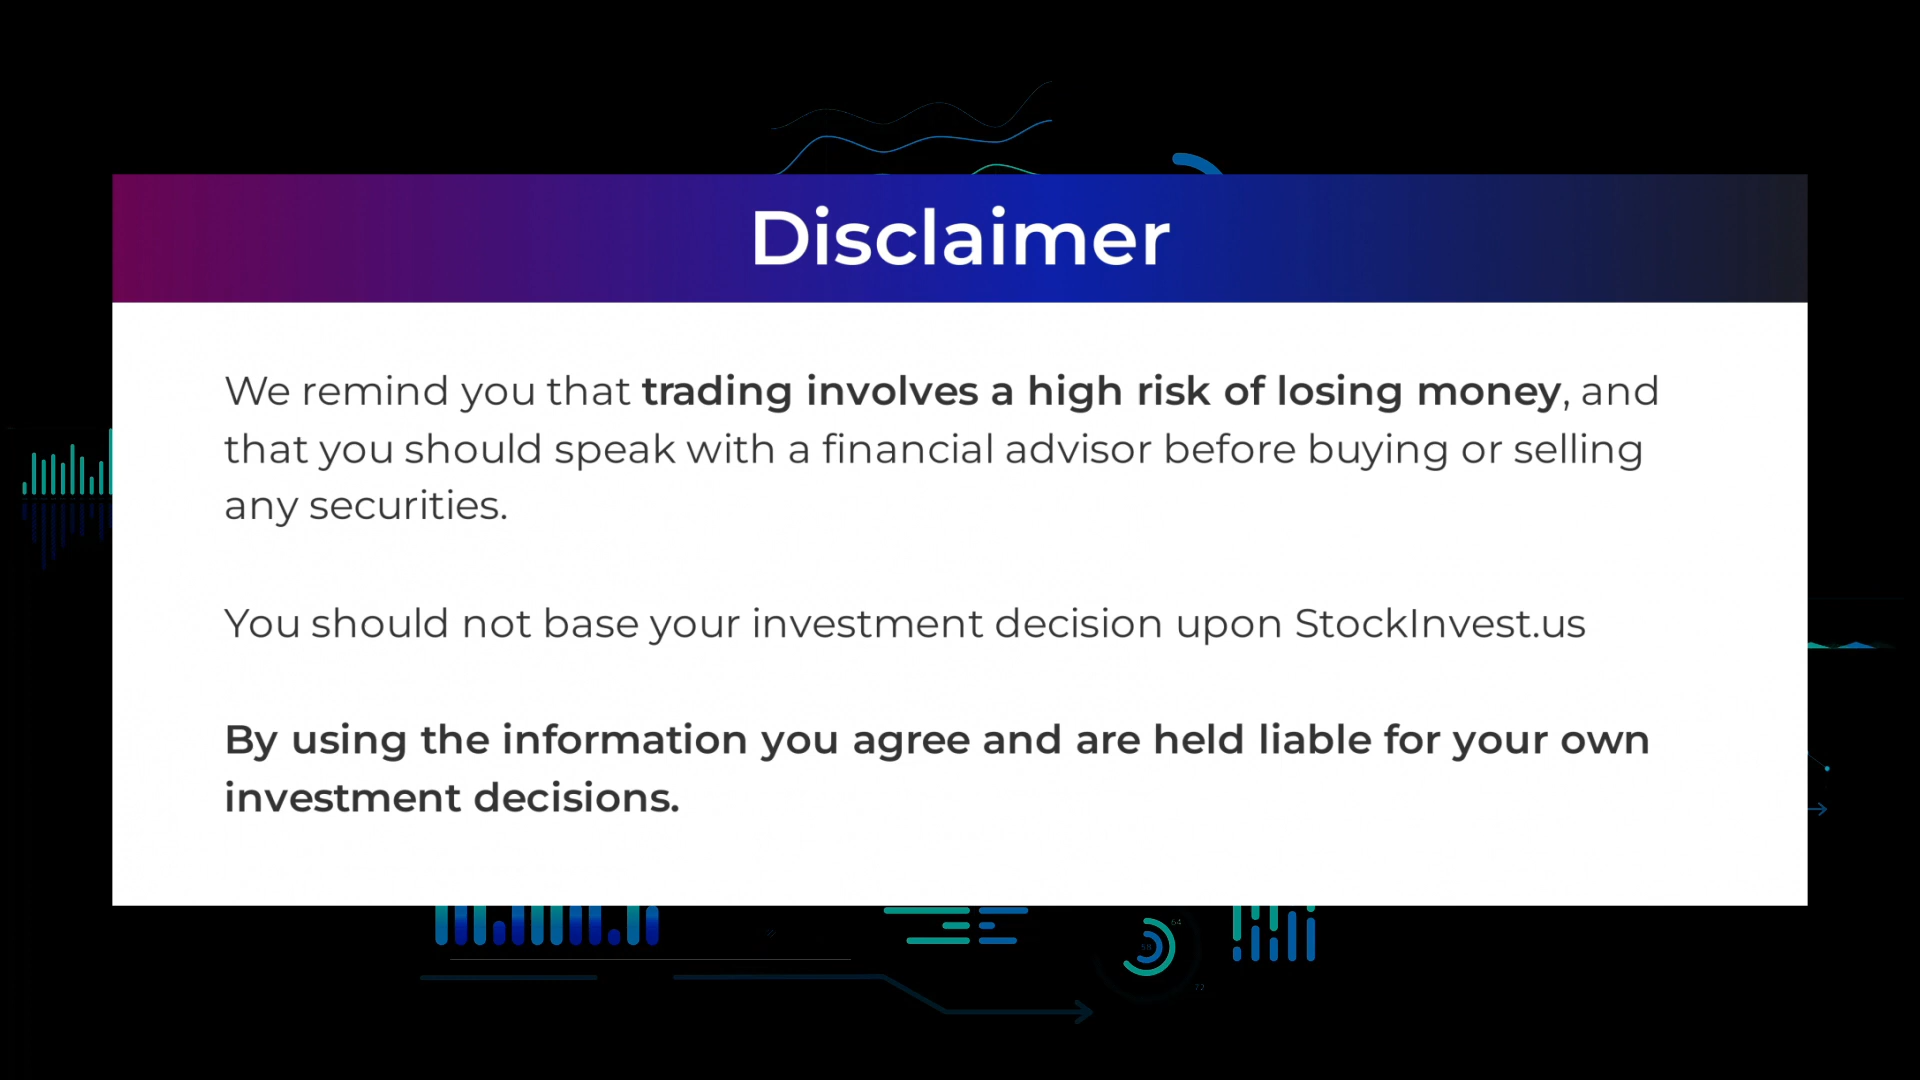 Disclaimer
We remind you that trading involves a high risk of losing money, and
that you should speak with a financial advisor before buying or selling
any securities.
You should not base your investment decision upon StockInvest.us
By using the information you agree and are held liable for your own
investment decisions.
64
72